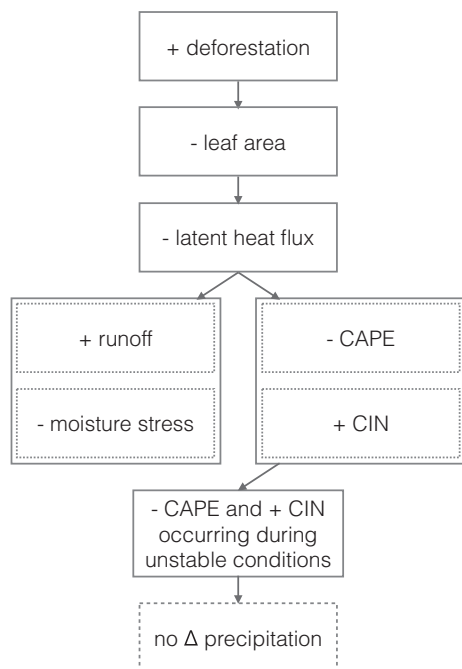 + deforestation
- leaf area
- latent heat flux
+ runoff
- moisture stress
- CAPE
+ CIN
- CAPE and + CIN
occurring during
unstable conditions
no Δ precipitation